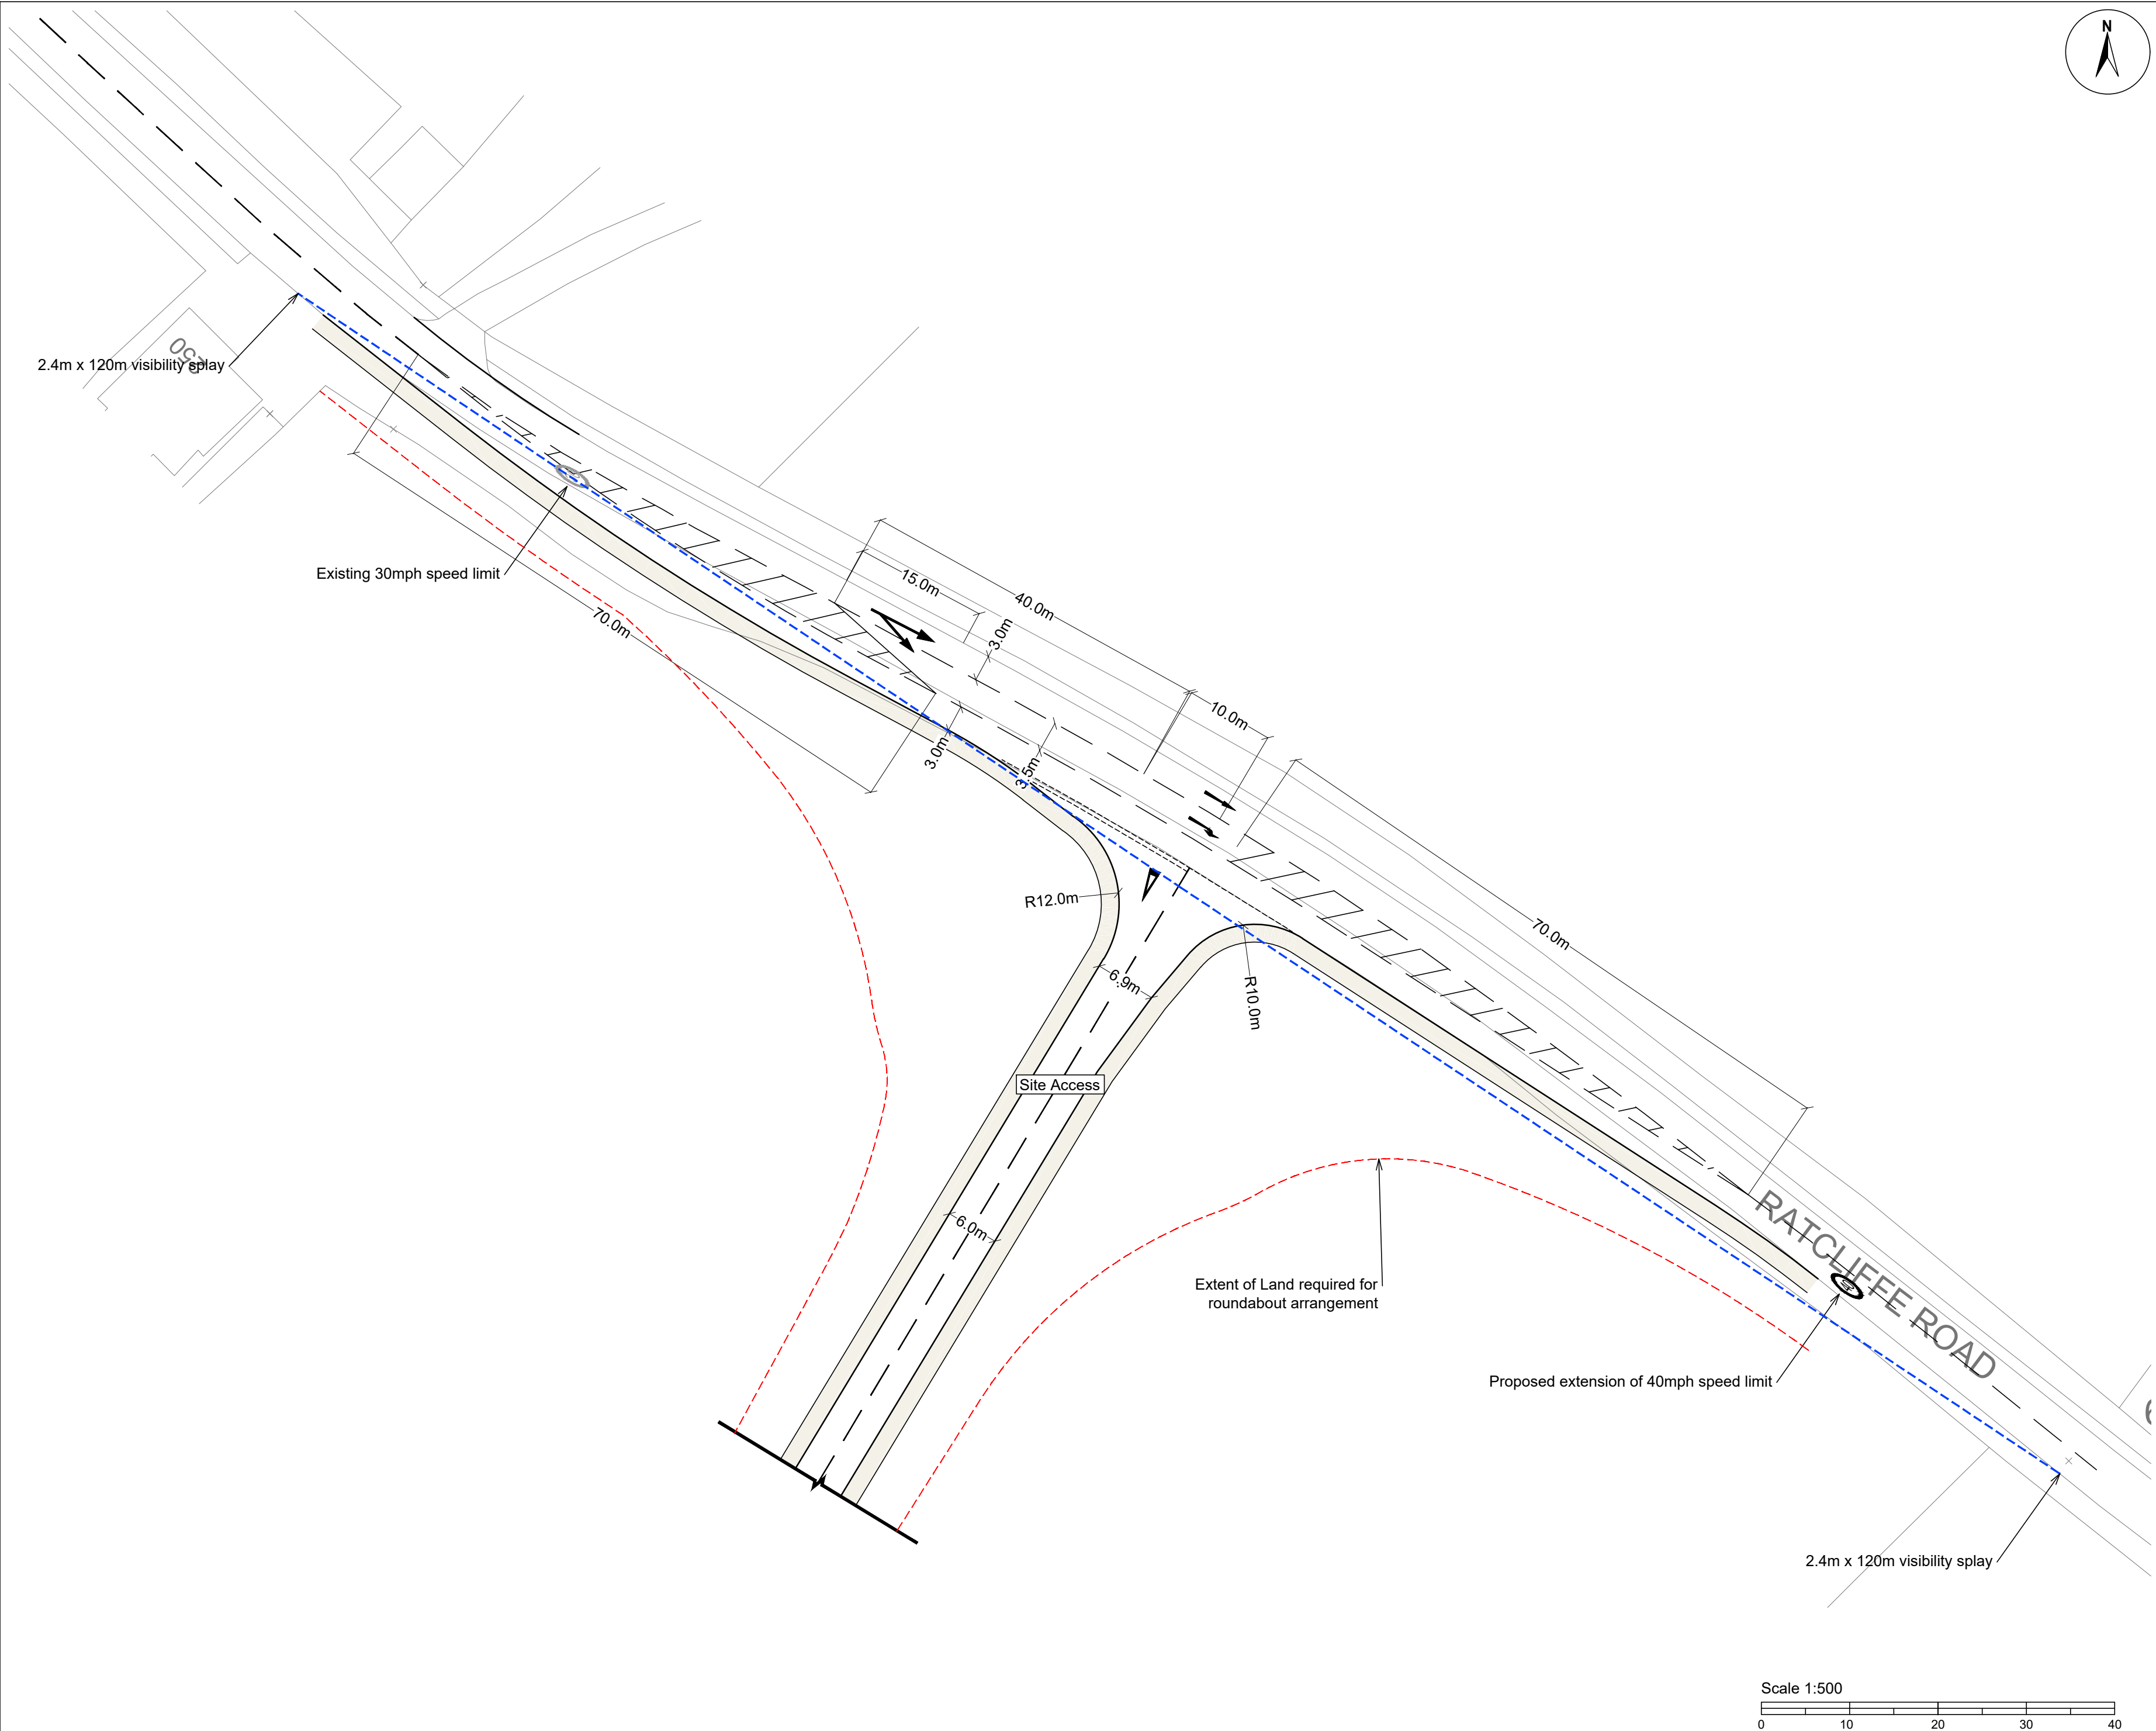 N
250
2.4m x 120m visibility splay
Existing 30mph speed limit
70.0m
15.0m
40.0m
3.0m
10.0m
3.0m
3.5m
70.0m
R12.0m
6.9m
R10.0m
Site Access
6.0m
RATCLIFFE ROAD
Extent of Land required for
roundabout arrangement
Proposed extension of 40mph speed limit
2.4m x 120m visibility splay
Scale 1:500
0 10 20 30 40